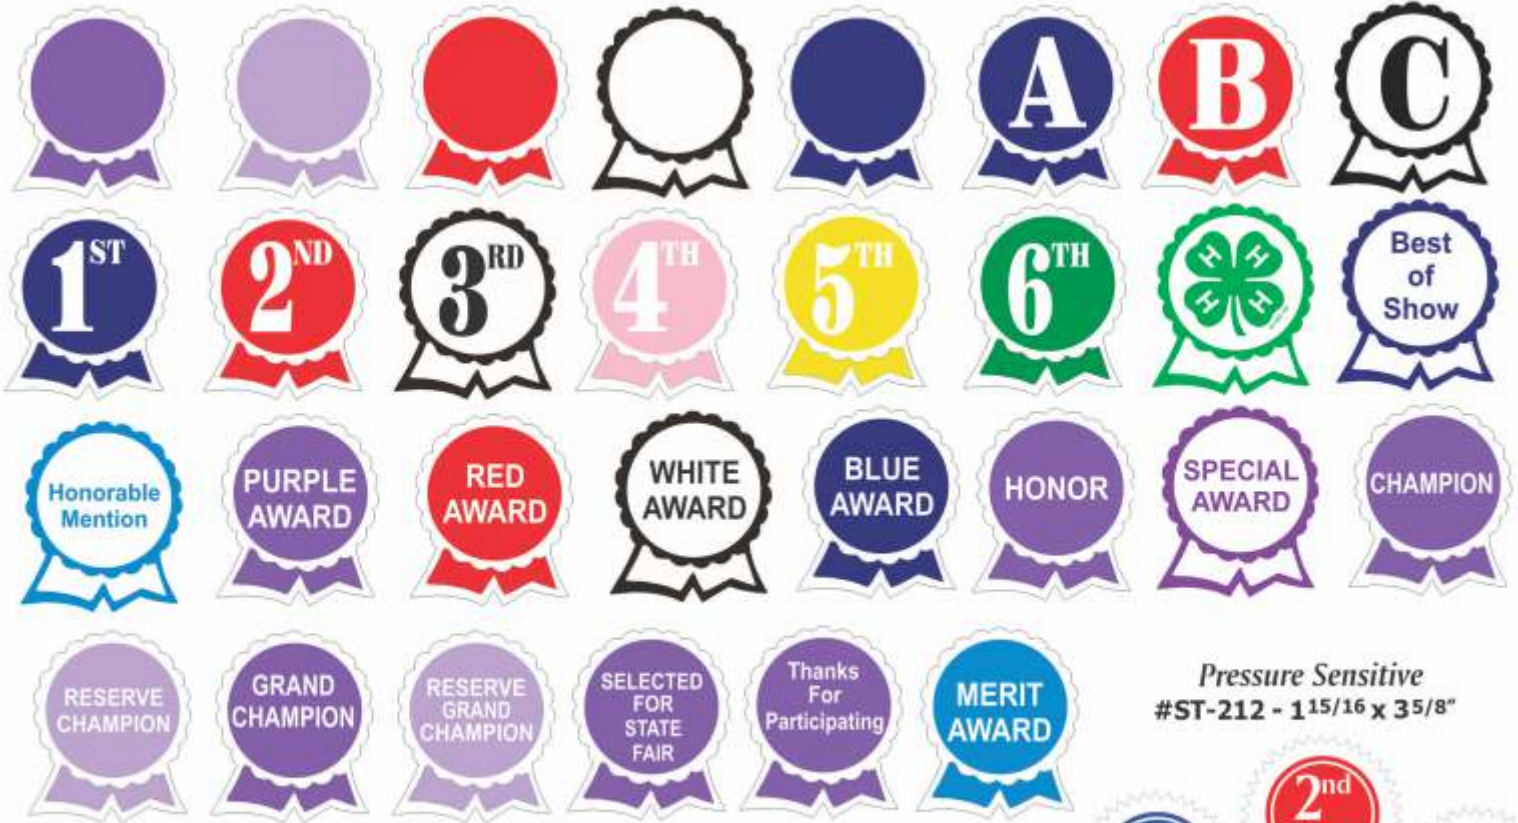 A
B
C
1ST
2ND
3RD
4TH
5TH
6TH
H H
H H
Best
of
Show
Honorable
Mention
PURPLE
AWARD
RED
AWARD
WHITE
AWARD
BLUE
AWARD
HONOR
SPECIAL
AWARD
CHAMPION
RESERVE
CHAMPION
GRAND
CHAMPION
RESERVE
GRAND
CHAMPION
SELECTED
FOR
STATE
FAIR
Thanks
For
Participating
MERIT
AWARD
Pressure Sensitive
#ST-212 - 1 15/16 x 3 5/8"
2nd